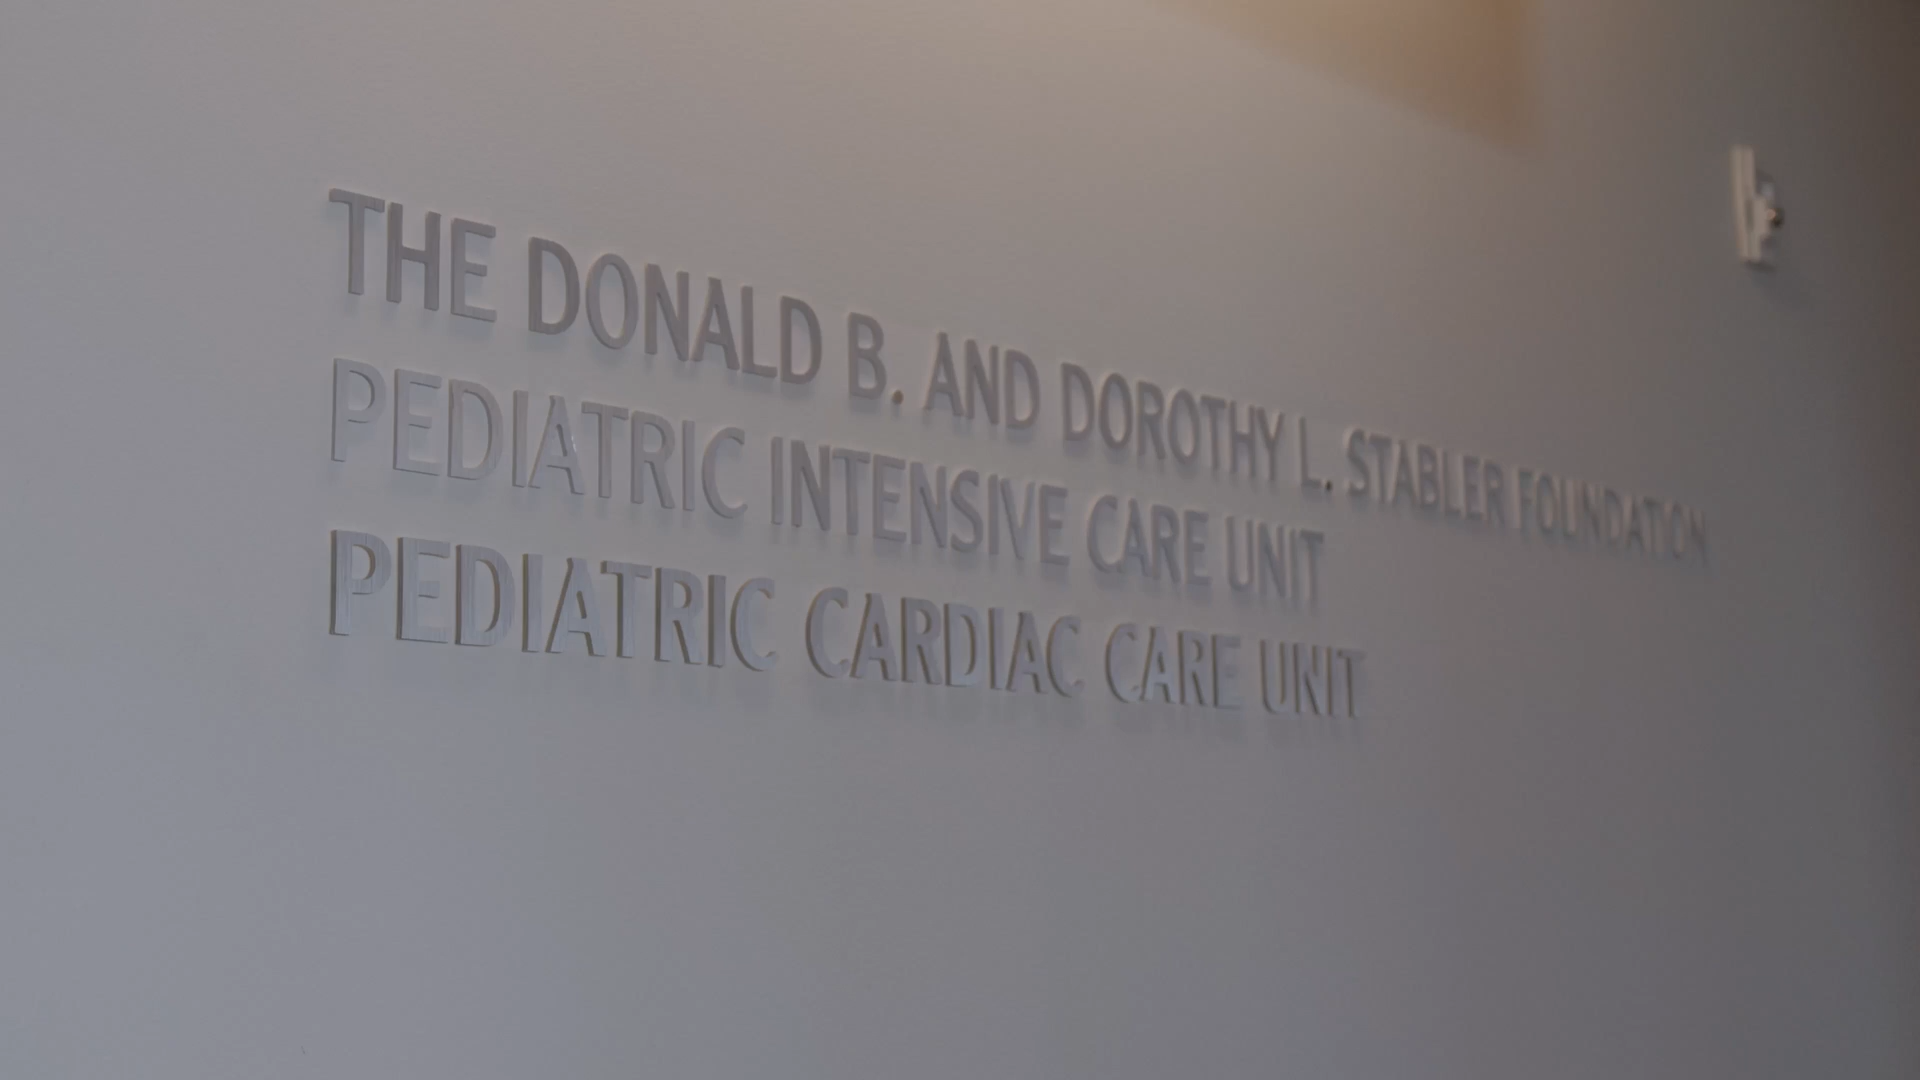 THE DONALD B. AND DOROTHY L. STABLER FOUNDATION
PEDIATRIC INTENSIVE CARE UNIT
PEDIATRIC CARDIAC CARE UNIT